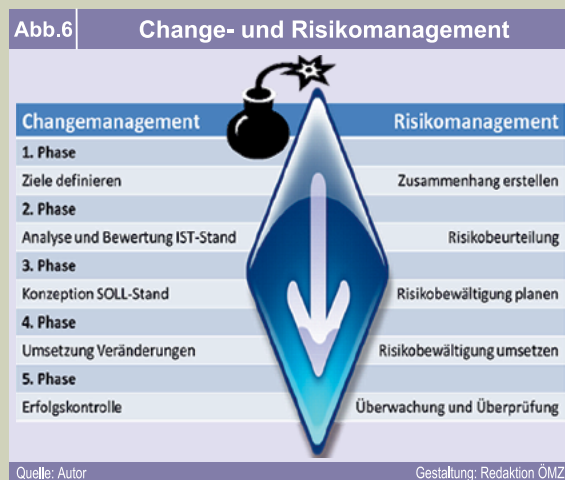 Abb.6 Change- und Risikomanagement
Changemanagement Risikomanagement
1. Phase
Ziele definieren Zusammenhang erstellen
2. Phase
Analyse und Bewertung IST-Stand Risikobeurteilung
3. Phase
Konzeption SOLL-Stand Risikobewältigung planen
4. Phase
Umsetzung Veränderungen Risikobewältigung umsetzen
5. Phase
Erfolgskontrolle Überwachung und Überprüfung
Quelle: Autor Gestaltung: Redaktion ÖMZ